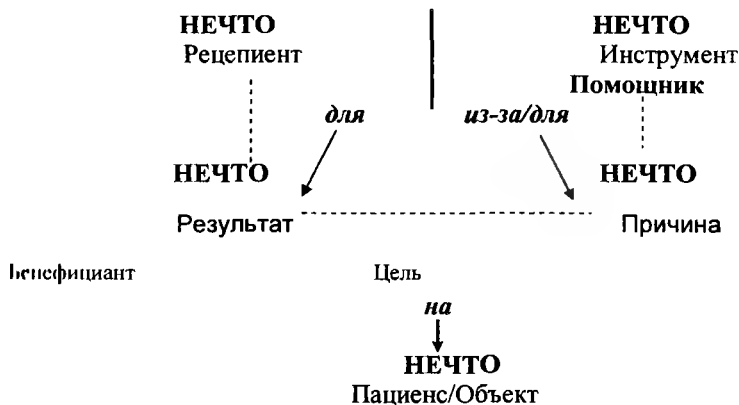 НЕЧТО НЕЧТО
Рецепиент Инструмент
Помощник
для из-за/для
НЕЧТО НЕЧТО
Результат Причина
Бенефициант Цель
на
НЕЧТО
Пациенс/Объект